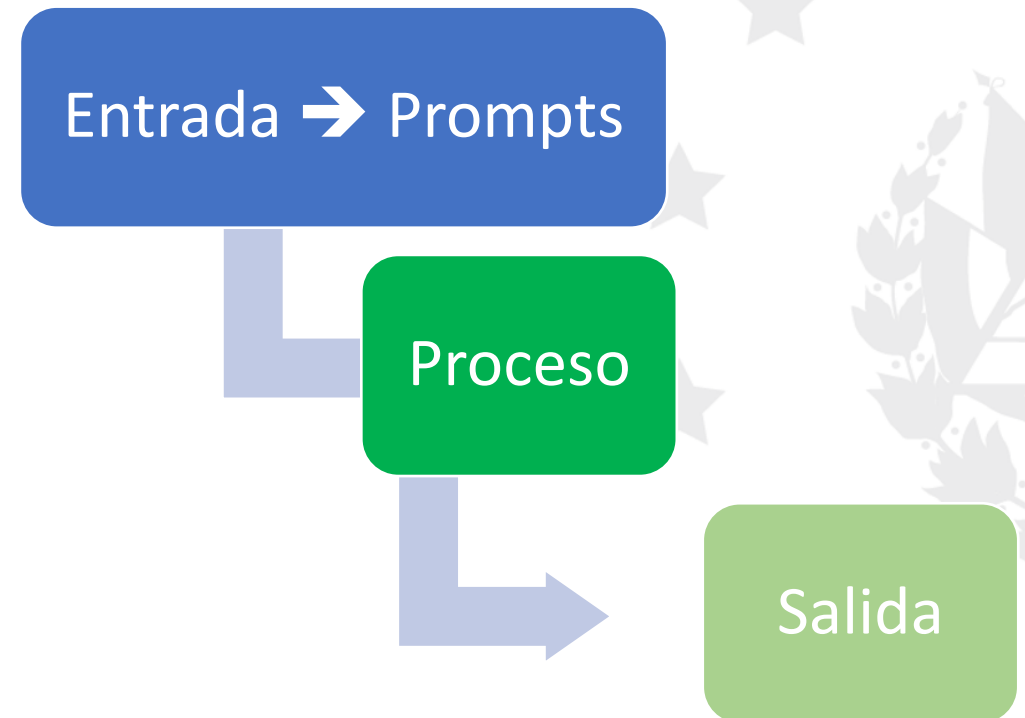 Entrada ➔ Prompts
Proceso
Salida